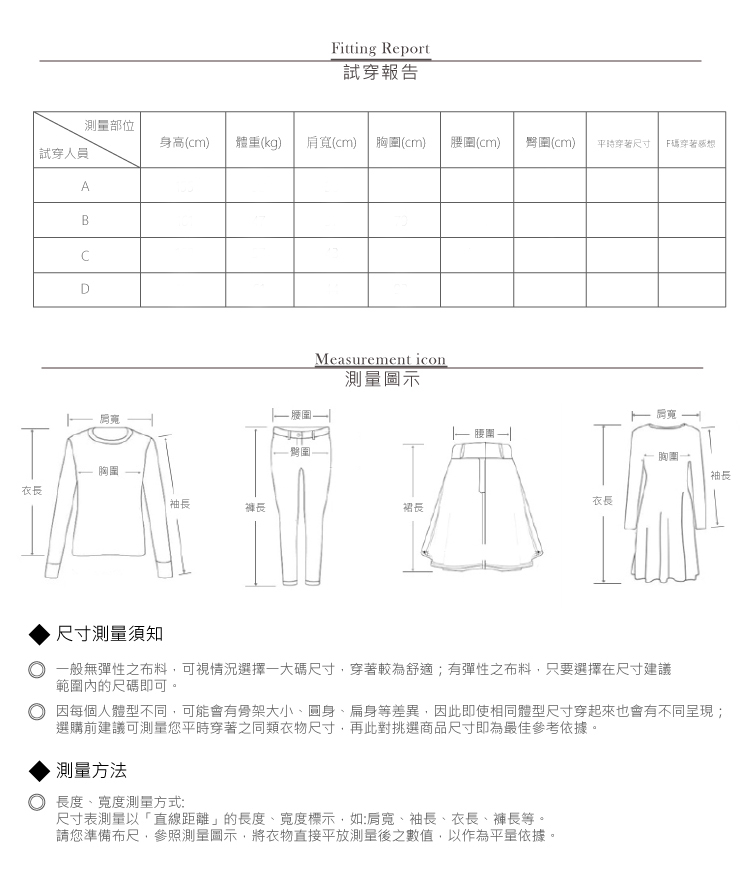 Fitting Report
試穿報告
測量部位
試穿人員
身高(cm)
體重(kg)
肩寬(cm)
胸圍(cm)
腰圍(cm)
臀圍(cm)
平時穿著尺寸
F碼穿著感想
A
B
C
D
Measurement icon
測量圖示
肩寬
胸圍
衣長
袖長
腰圍
臀圍
褲長
腰圍
裙長
肩寬
胸圍
袖長
衣長
尺寸測量須知
一般無彈性之布料，可視情況選擇一大碼尺寸，穿著較為舒適；有彈性之布料，只要選擇在尺寸建議
範圍內的尺碼即可。
因每個人體型不同，可能會有骨架大小、圓身、扁身等差異，因此即使相同體型尺寸穿起來也會有不同呈現；
選購前建議可測量您平時穿著之同類衣物尺寸，再此對挑選商品尺寸即為最佳參考依據。
測量方法
長度、寬度測量方式:
尺寸表測量以「直線距離」的長度、寬度標示，如:肩寬、袖長、衣長、褲長等。
請您準備布尺，參照測量圖示，將衣物直接平放測量後之數值，以作為平量依據。